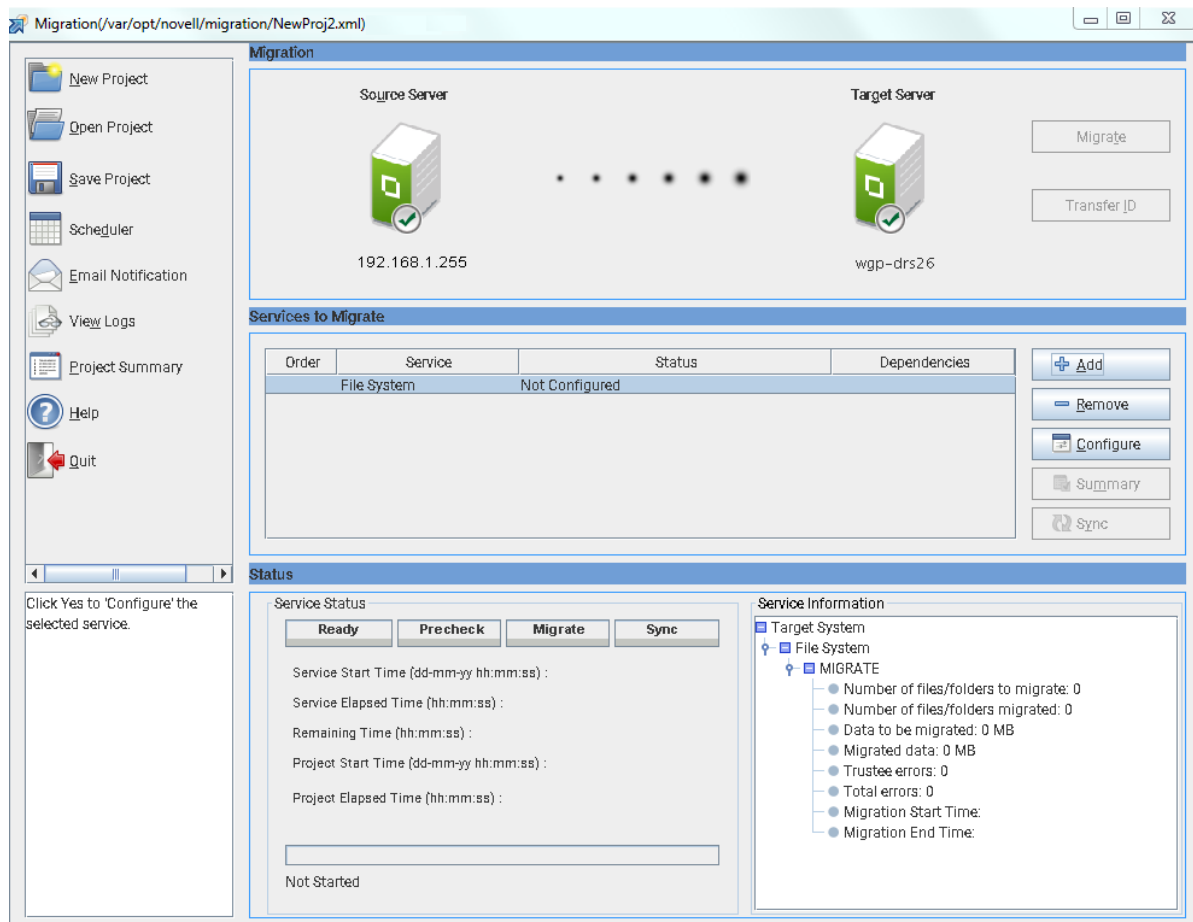 Migration(/var/opt/novell/migration/NewProj2.xml)
New Project
Open Project
Save Project
Scheduler
Email Notification
View Logs
Project Summary
Help
Quit
Click Yes to 'Configure' the
selected service.
Migration
Source Server
Target Server
192.168.1.255
wgp-drs26
Migrate
Transfer ID
Services to Migrate
Order Service Status Dependencies
File System Not Configured
Add
Remove
Configure
Summary
Sync
Status
Service Status
Ready Precheck Migrate Sync
Service Start Time (dd-mm-yy hh:mm:ss) :
Service Elapsed Time (hh:mm:ss) :
Remaining Time (hh:mm:ss) :
Project Start Time (dd-mm-yy hh:mm:ss) :
Project Elapsed Time (hh:mm:ss) :
Not Started
Service Information
Target System
File System
MIGRATE
Number of files/folders to migrate: 0
Number of files/folders migrated: 0
Data to be migrated: 0 MB
Migrated data: 0 MB
Trustee errors: 0
Total errors: 0
Migration Start Time:
Migration End Time: